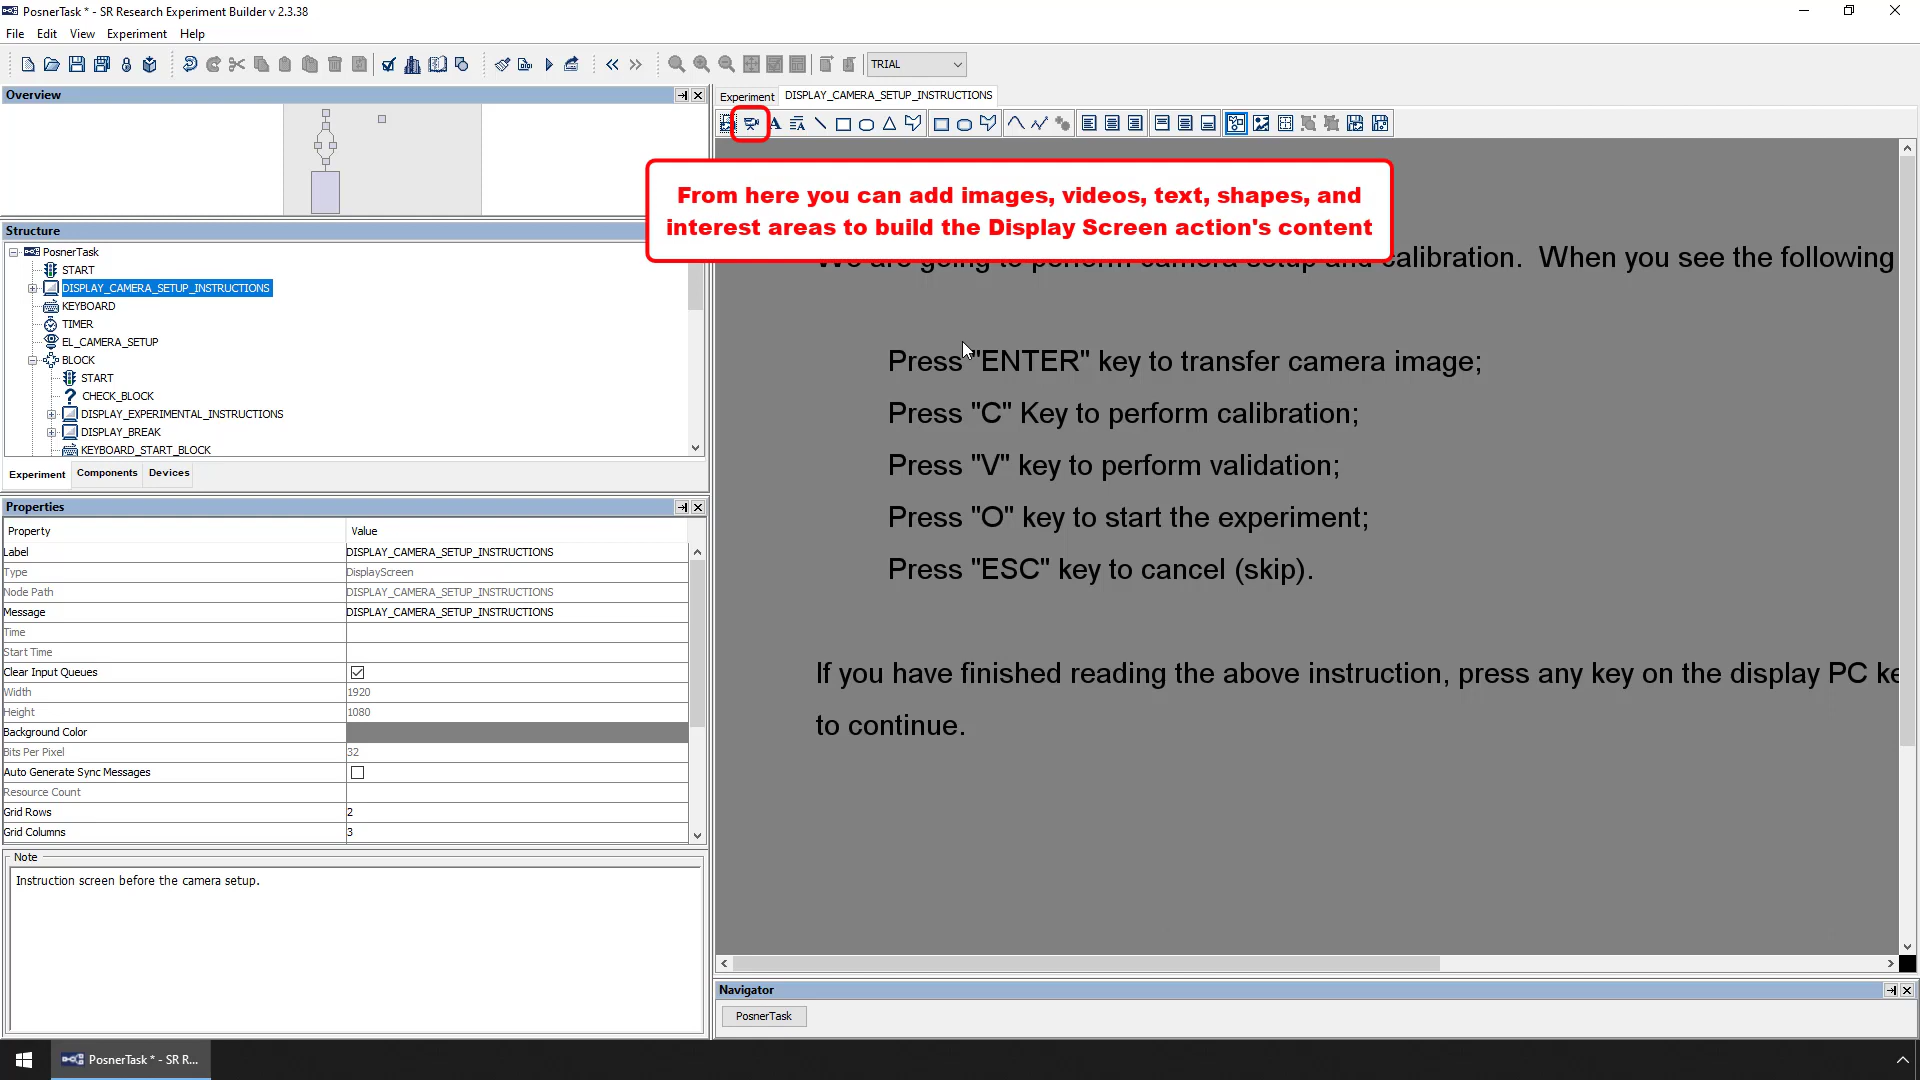 PosnerTask * - SR Research Experiment Builder v 2.3.38
File Edit View Experiment Help
TRIAL
Overview
Experiment DISPLAY_CAMERA_SETUP_INSTRUCTIONS
From here you can add images, videos, text, shapes, and
interest areas to build the Display Screen action's content
Structure
PosnerTask
START
DISPLAY_CAMERA_SETUP_INSTRUCTIONS
KEYBOARD
TIMER
EL_CAMERA_SETUP
BLOCK
START
CHECK_BLOCK
DISPLAY_EXPERIMENTAL_INSTRUCTIONS
DISPLAY_BREAK
KEYBOARD_START_BLOCK
Experiment Components Devices
We are going to perform camera setup and calibration. When you see the following
Press "ENTER" key to transfer camera image;
Press "C" Key to perform calibration;
Press "V" key to perform validation;
Press "O" key to start the experiment;
Press "ESC" key to cancel (skip).
If you have finished reading the above instruction, press any key on the display PC ke
to continue.
Properties
Property Value
Label DISPLAY_CAMERA_SETUP_INSTRUCTIONS
Type DisplayScreen
Node Path DISPLAY_CAMERA_SETUP_INSTRUCTIONS
Message DISPLAY_CAMERA_SETUP_INSTRUCTIONS
Time
Start Time
Clear Input Queues
Width 1920
Height 1080
Background Color
Bits Per Pixel 32
Auto Generate Sync Messages
Resource Count
Grid Rows 2
Grid Columns 3
Note
Instruction screen before the camera setup.
Navigator
PosnerTask
PosnerTask * - SR R...